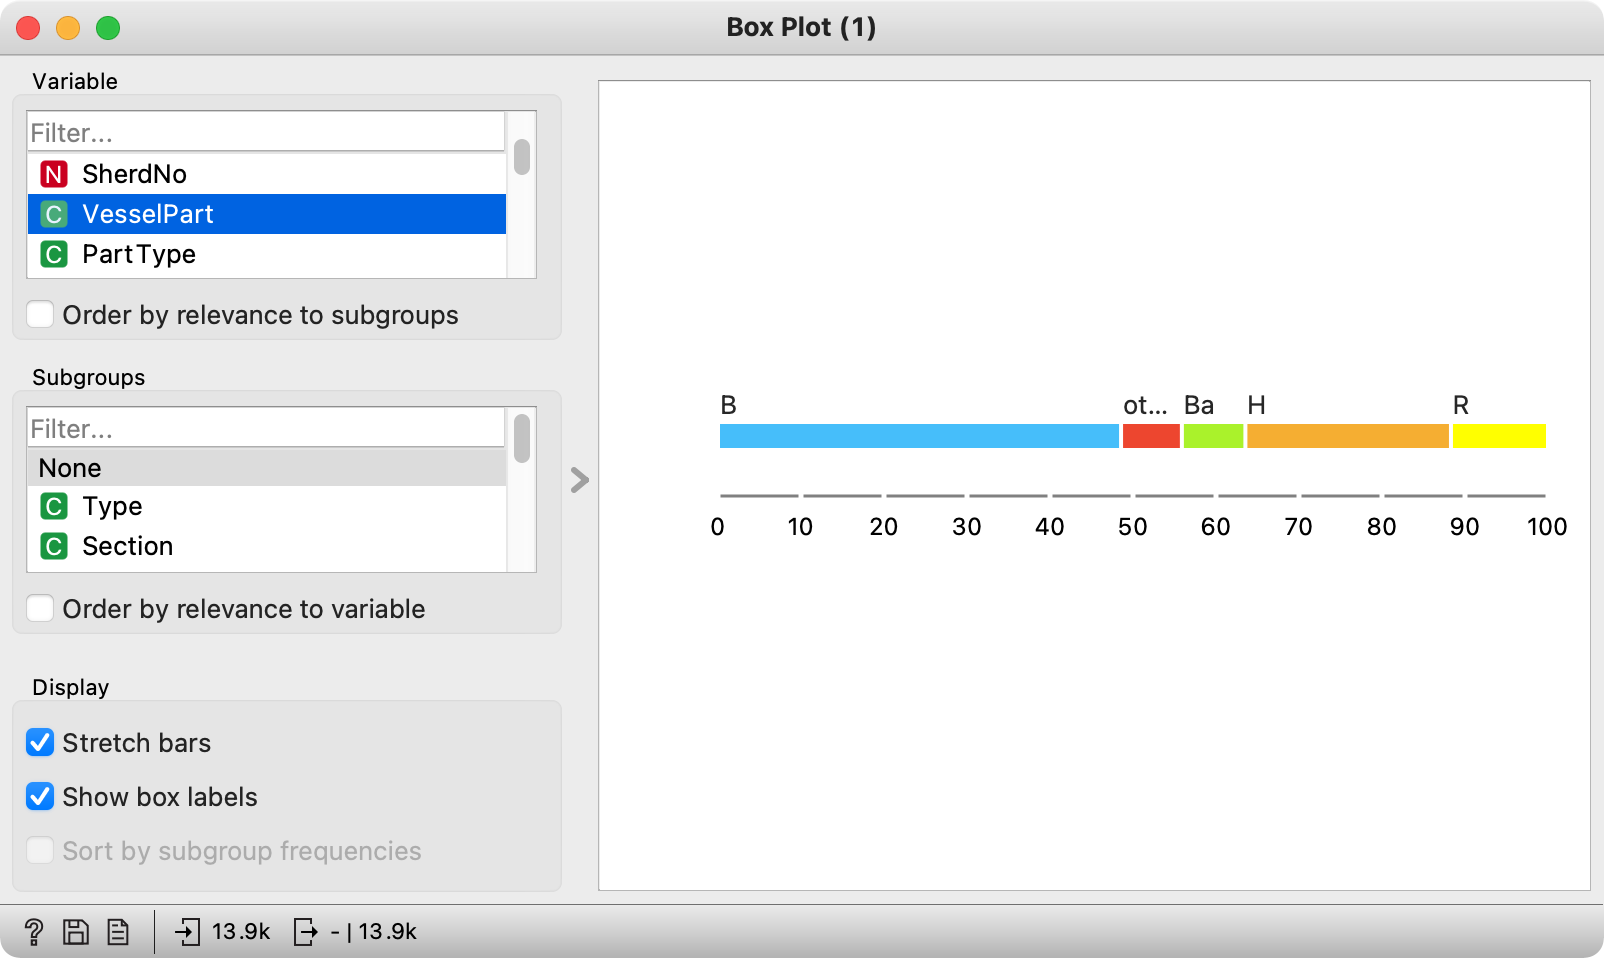 Box Plot (1)
Variable
Filter...
N SherdNo
C VesselPart
C PartType
Order by relevance to subgroups
Subgroups
Filter...
None
C Type
C Section
Order by relevance to variable
Display
Stretch bars
Show box labels
Sort by subgroup frequencies
B ot... Ba H R
0 10 20 30 40 50 60 70 80 90 100
? 13.9k - | 13.9k